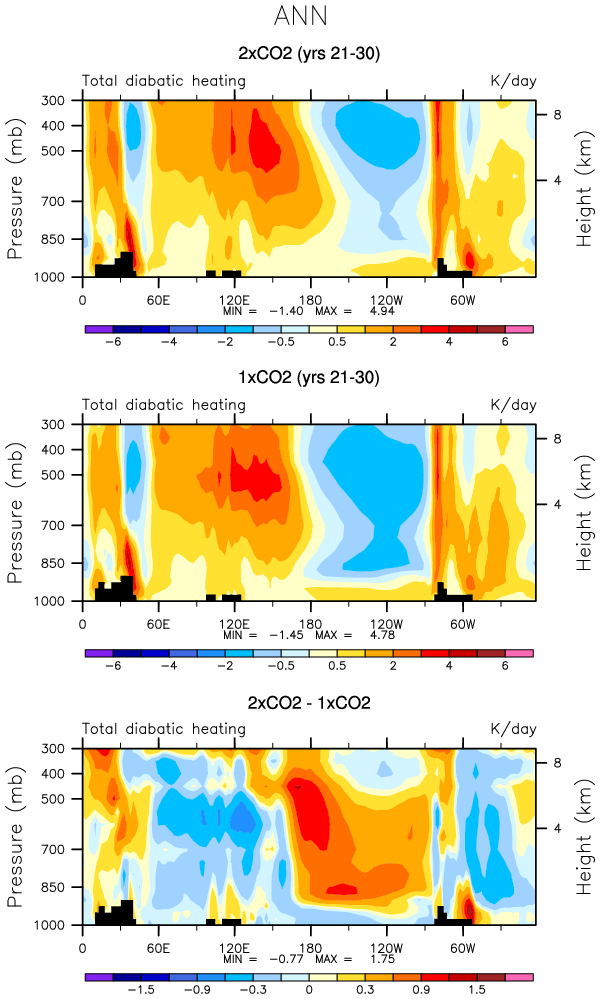 ANN
2xCO2 (yrs 21-30)
Total diabatic heating K/day
300
400
500
700
850
1000
Pressure (mb)
8
4
Height (km)
0 60E 120E 180 120W 60W
MIN = -1.40 MAX = 4.94
-6 -4 -2 -0.5 0.5 2 4 6
1xCO2 (yrs 21-30)
Total diabatic heating K/day
300
400
500
700
850
1000
Pressure (mb)
8
4
Height (km)
0 60E 120E 180 120W 60W
MIN = -1.45 MAX = 4.78
-6 -4 -2 -0.5 0.5 2 4 6
2xCO2 - 1xCO2
Total diabatic heating K/day
300
400
500
700
850
1000
Pressure (mb)
8
4
Height (km)
0 60E 120E 180 120W 60W
MIN = -0.77 MAX = 1.75
-1.5 -0.9 -0.3 0 0.3 0.9 1.5